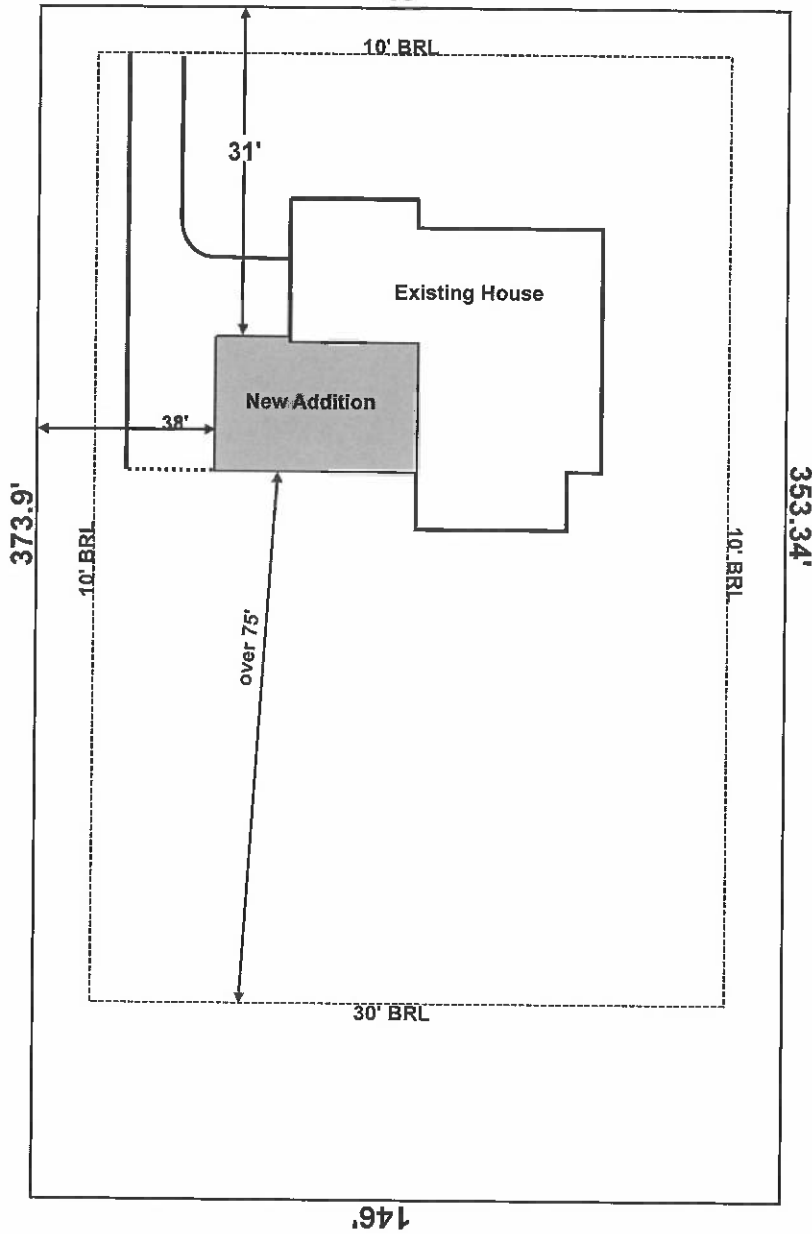 10' BRL
31'
Existing House
New Addition
38'
373.9'
353.34'
10' BRL
10' BRL
over 75'
30' BRL
146'